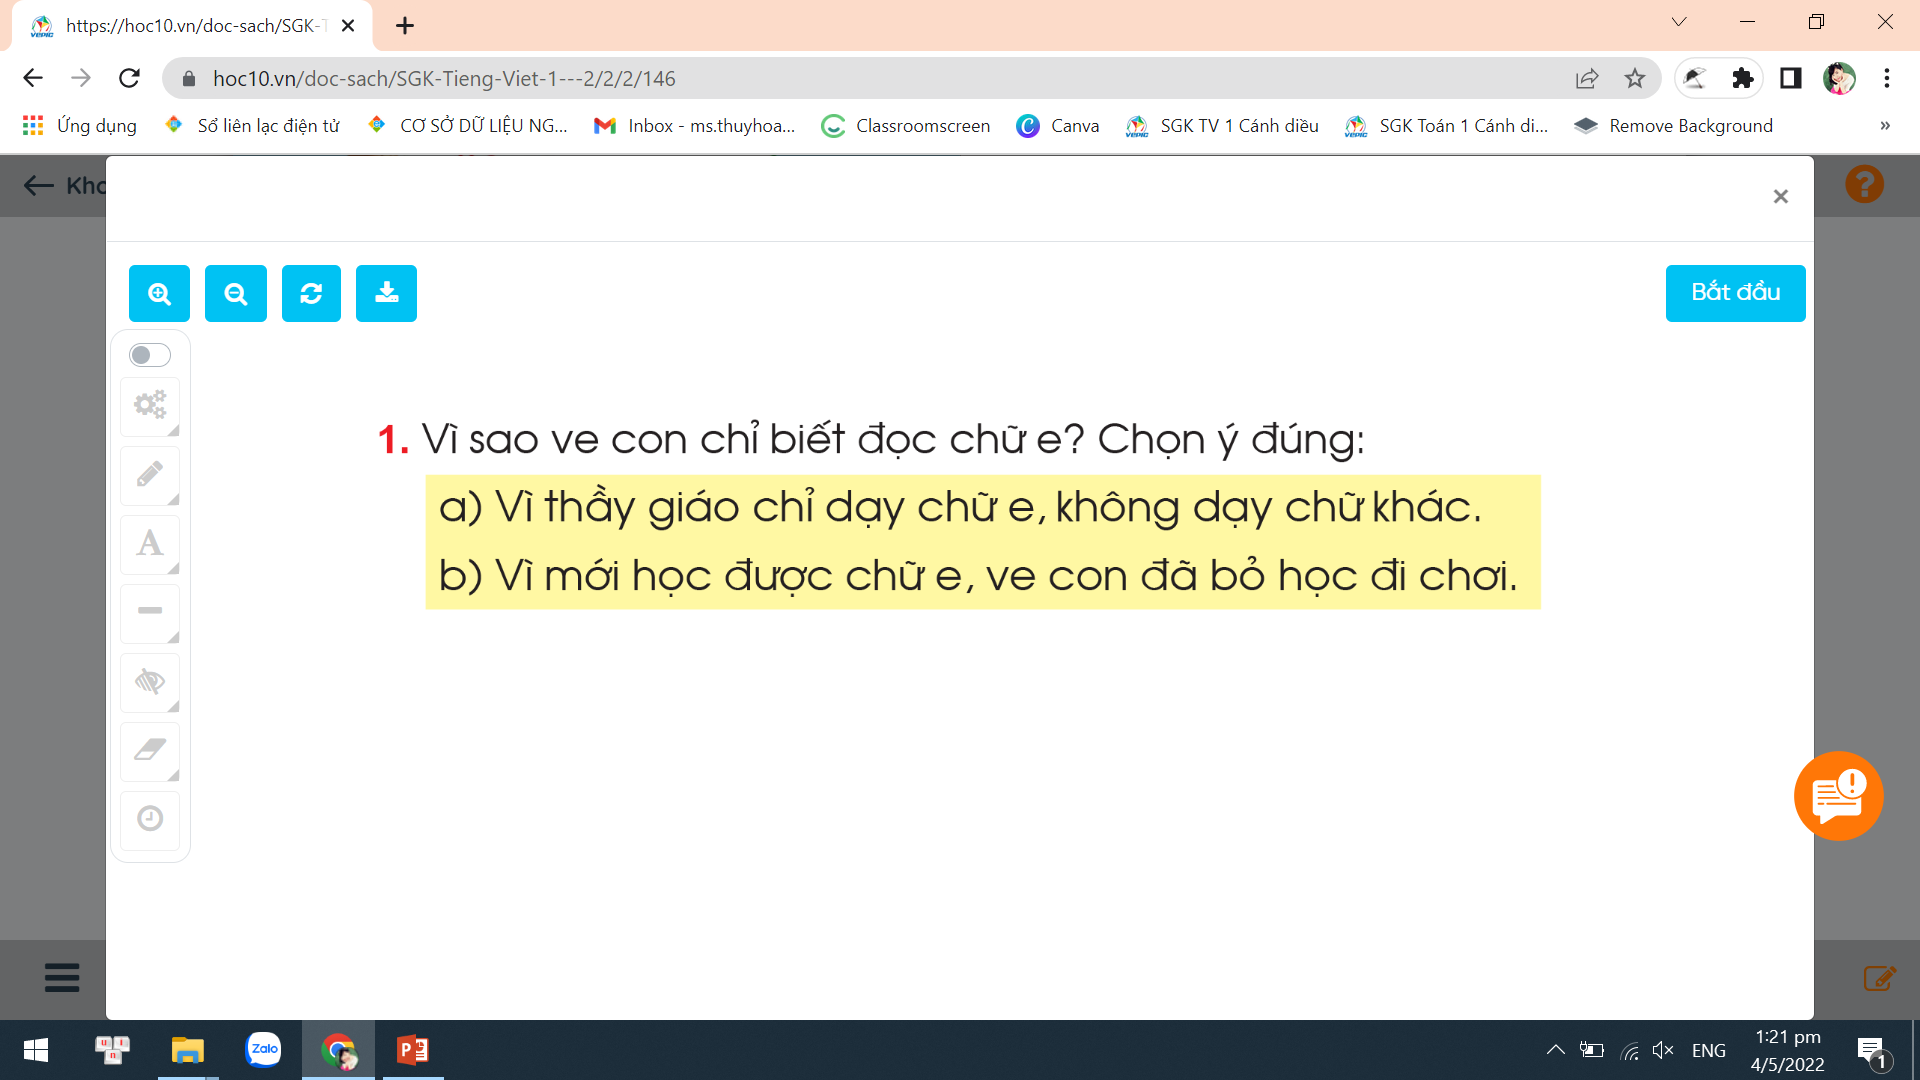 https://hoc10.vn/doc-sach/SGK-T
hoc10.vn/doc-sach/SGK-Tieng-Viet-1---2/2/2/146
Ứng dụng Sổ liên lạc điện tử CƠ SỞ DỮ LIỆU NG... Inbox - ms.thuyhoa... Classroomscreen Canva SGK TV 1 Cánh diều SGK Toán 1 Cánh di... Remove Background »
Kho
Bắt đầu
1. Vì sao ve con chỉ biết đọc chữ e? Chọn ý đúng:
a) Vì thầy giáo chỉ dạy chữ e, không dạy chữ khác.
b) Vì mới học được chữ e, ve con đã bỏ học đi chơi.
Zalo
ENG
1:21 pm
4/5/2022
1